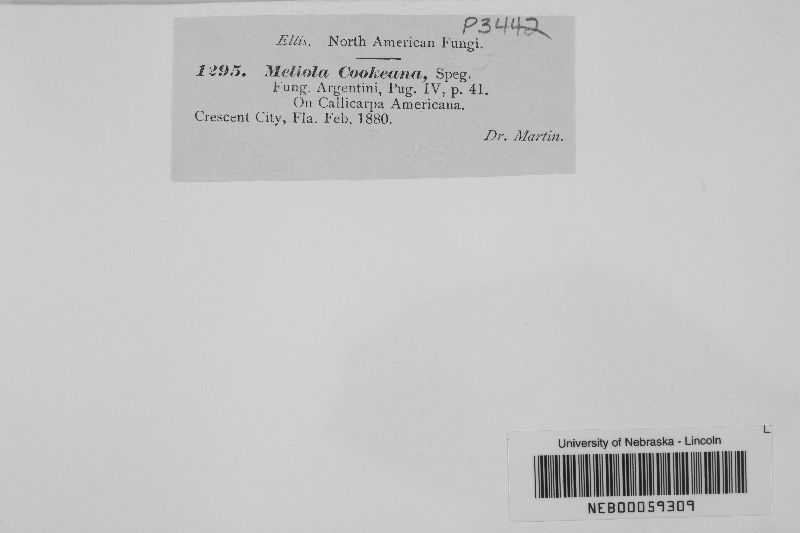 P3442
Ellis. North American Fungi.
1295. Meliola Cookeana, Speg.
Fung. Argentini, Pug. IV, p. 41.
On Callicarpa Americana.
Crescent City, Fla. Feb. 1880.
Dr. Martin.
University of Nebraska - Lincoln
NEB00059309